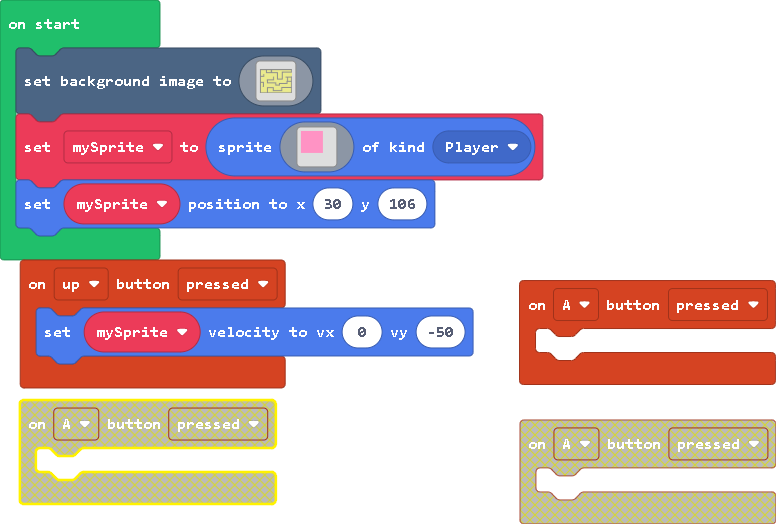 on start
set background image to
set mySprite to sprite of kind Player
set mySprite position to x 30 y 106
on up button pressed
set mySprite velocity to vx 0 vy -50
on A button pressed
on A button pressed
on A button pressed